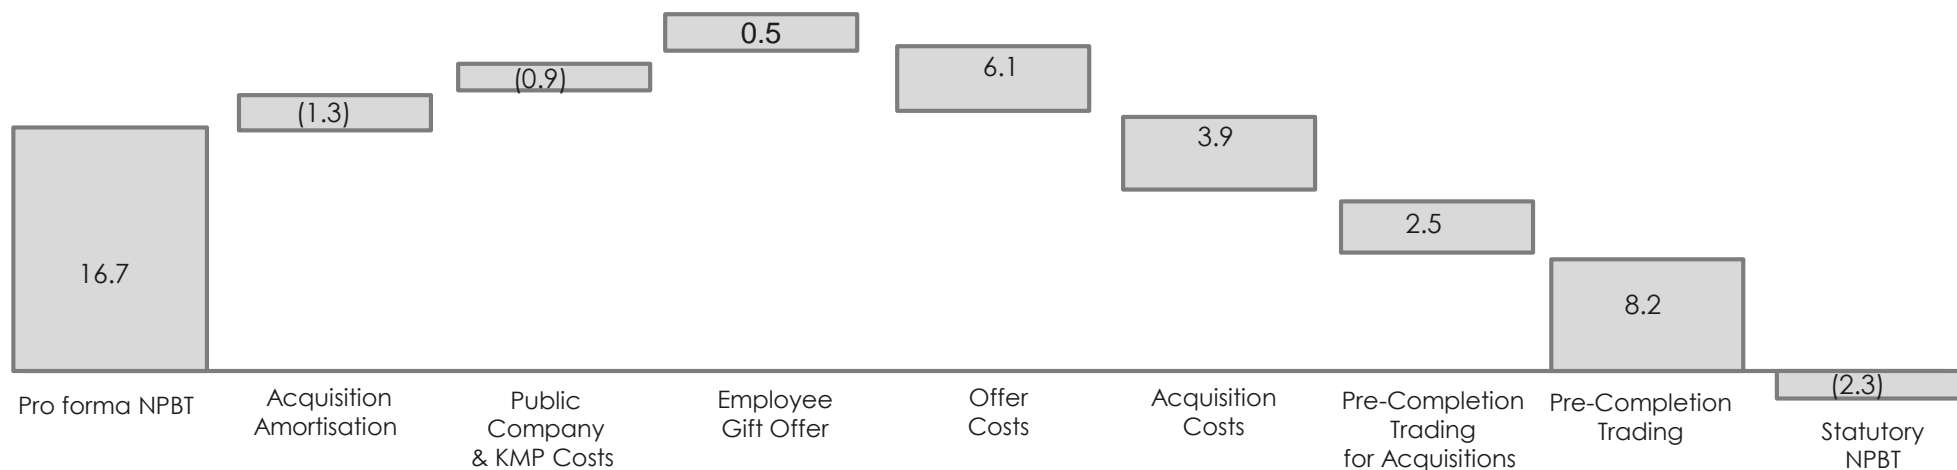 0.5
6.1
(0.9)
(1.3)
3.9
2.5
16.7
8.2
(2.3)
Pro forma NPBT
Acquisition
Amortisation
Public
Company
& KMP Costs
Employee
Gift Offer
Offer
Costs
Acquisition
Costs
Pre-Completion
Trading
for Acquisitions
Pre-Completion
Trading
Statutory
NPBT